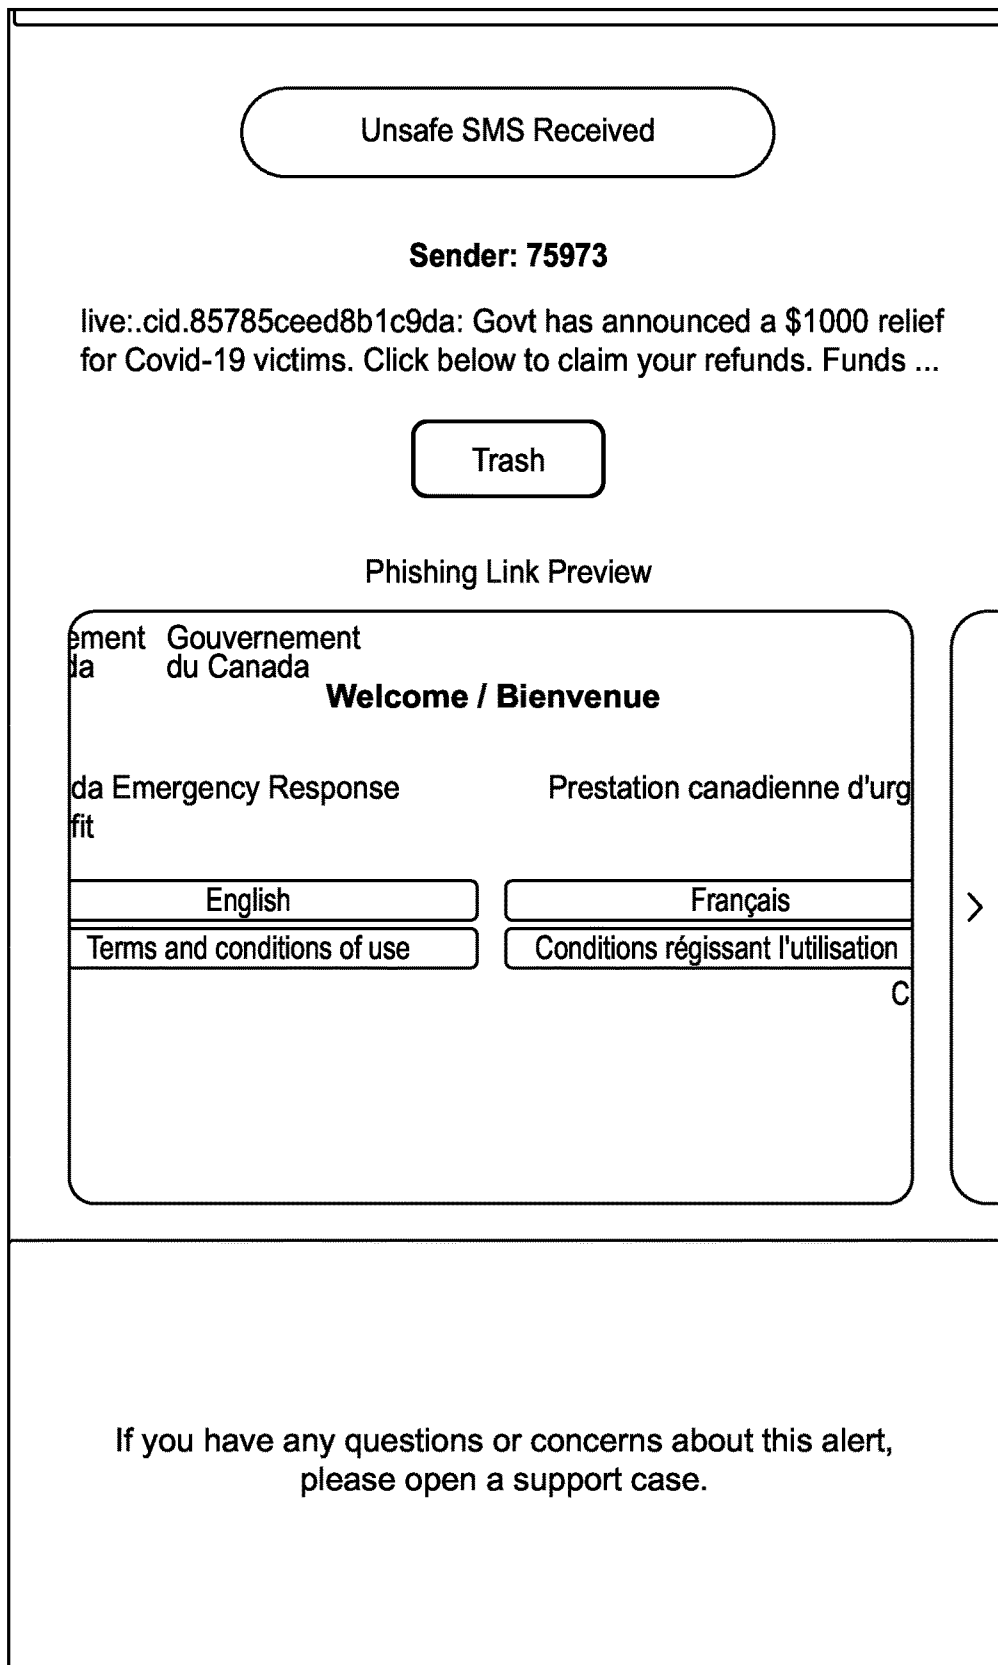 Unsafe SMS Received
Sender: 75973
live:.cid.85785ceed8b1c9da: Govt has announced a $1000 relief
for Covid-19 victims. Click below to claim your refunds. Funds ...
Trash
Phishing Link Preview
ement Gouvernement
da du Canada
Welcome / Bienvenue
da Emergency Response Prestation canadienne d'urg
fit
English Français
Terms and conditions of use Conditions régissant l'utilisation
C
If you have any questions or concerns about this alert,
please open a support case.